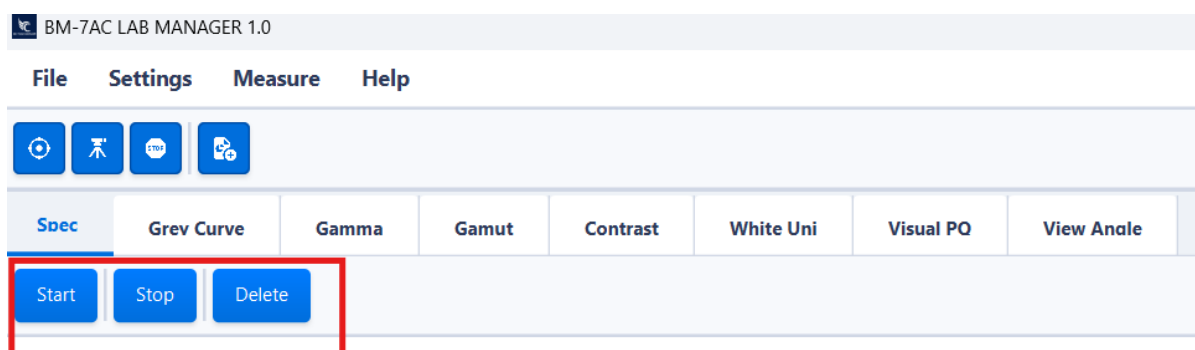 BM-7AC LAB MANAGER 1.0
File Settings Measure Help
STOP
Spec Grey Curve Gamma Gamut Contrast White Uni Visual PQ View Angle
Start Stop Delete